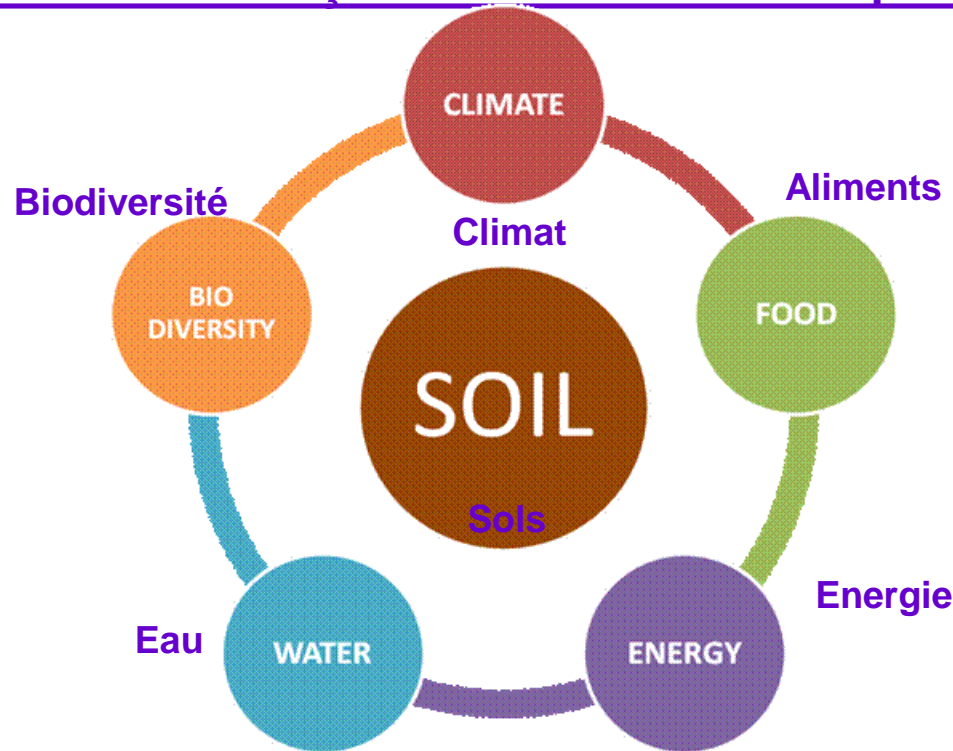 CLIMATE
Biodiversité
Aliments
Climat
BIO
DIVERSITY
FOOD
SOIL
Sols
Energie
Eau
WATER
ENERGY